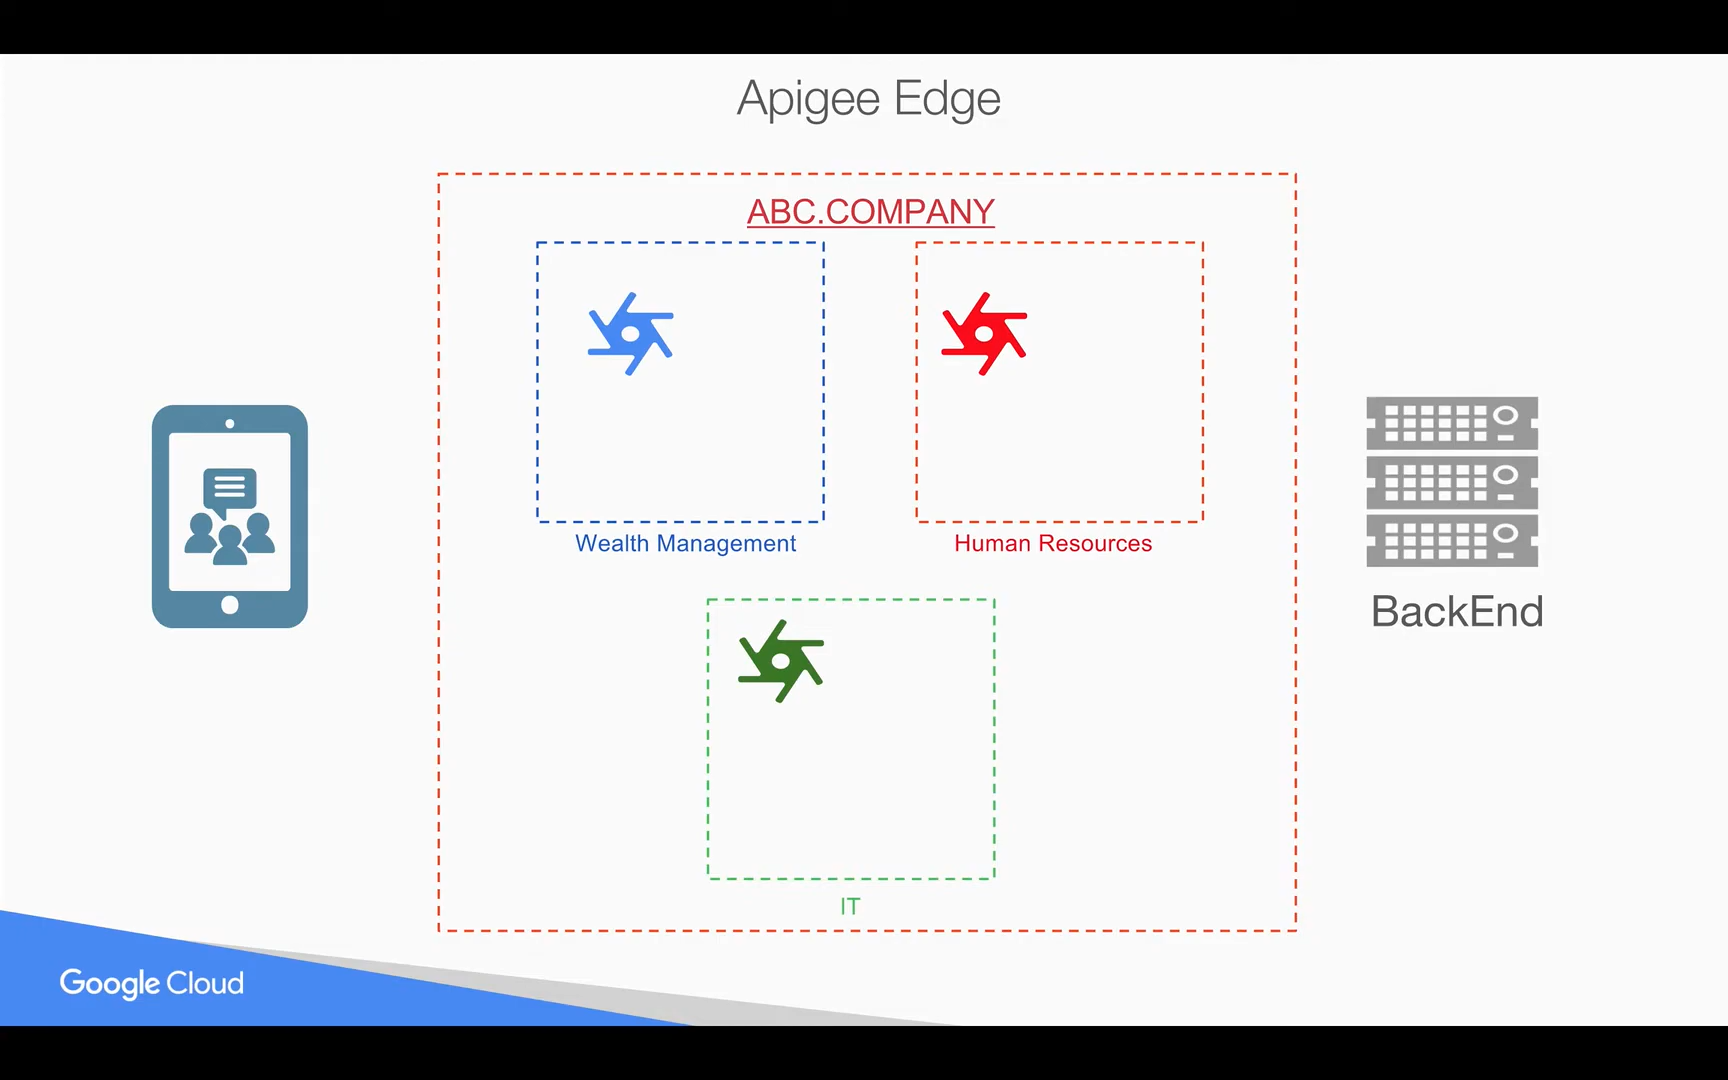 Apigee Edge
ABC.COMPANY
Wealth Management
Human Resources
BackEnd
IT
Google Cloud